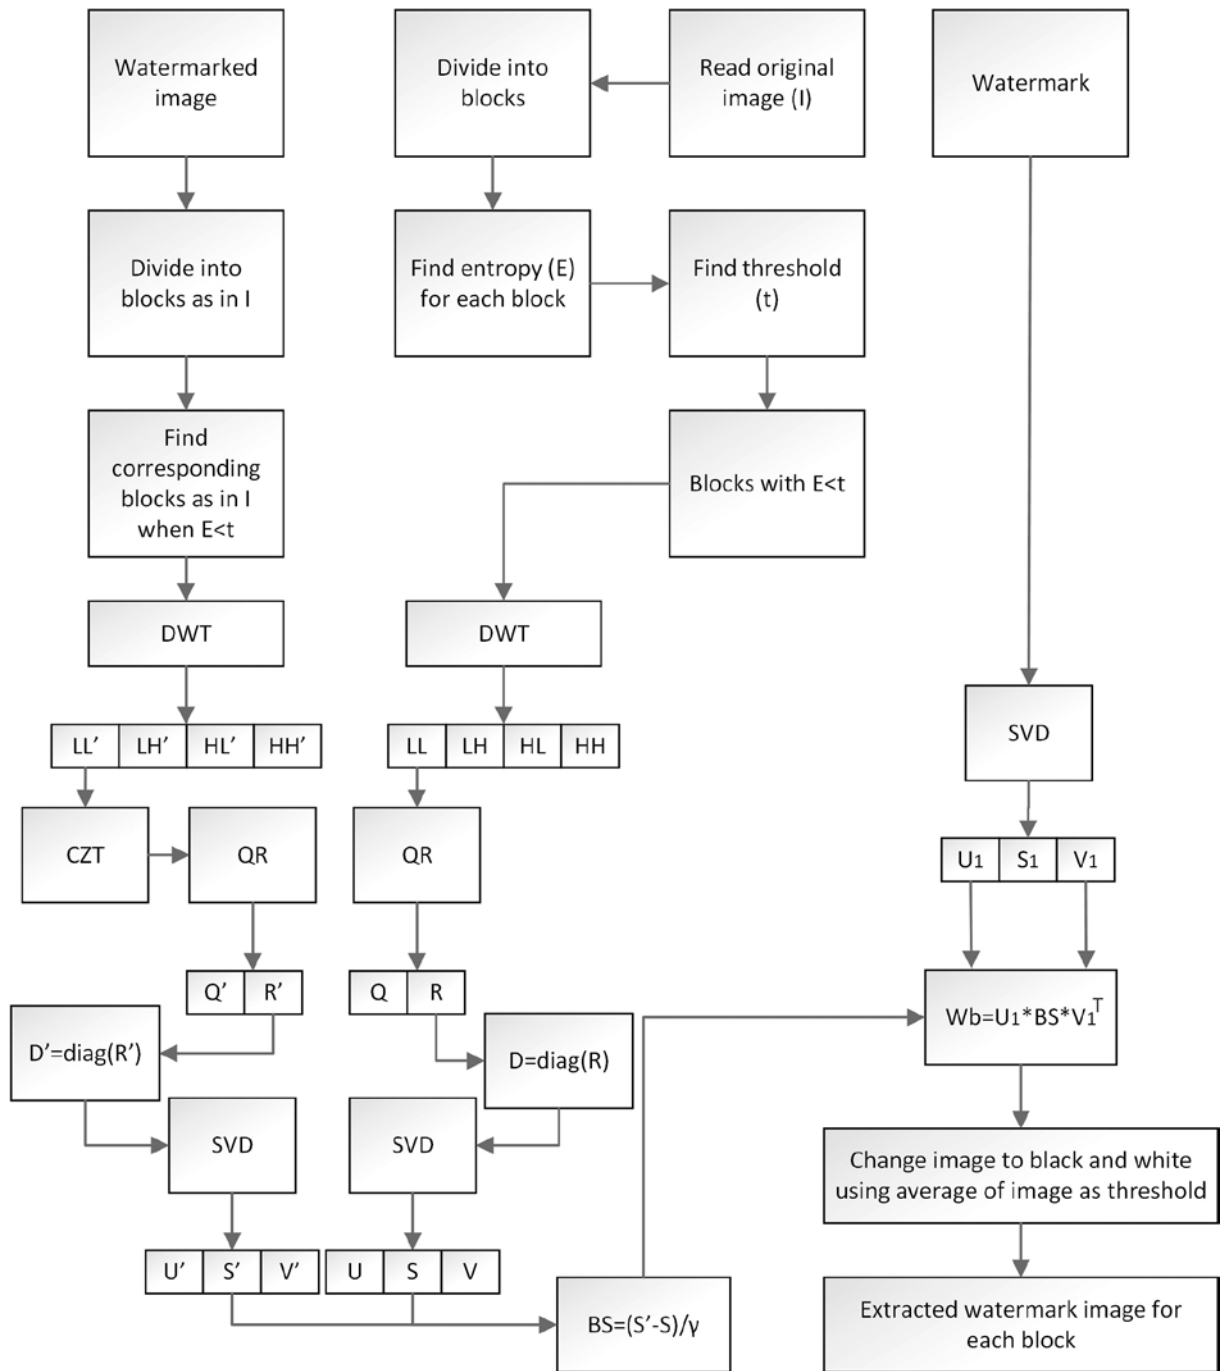 Watermarked
image
Divide into
blocks
Read original
image (I)
Watermark
Divide into
blocks as in I
Find entropy (E)
for each block
Find threshold
(t)
Find
corresponding
blocks as in I
when E<t
Blocks with E<t
DWT
DWT
LL’ LH’ HL’ HH’
LL LH HL HH
SVD
CZT
QR
QR
U1 S1 V1
Q’ R’
Q R
Wb=U1*BS*V1^T
D’=diag(R’)
D=diag(R)
SVD
SVD
Change image to black and white
using average of image as threshold
U’ S’ V’
U S V
BS=(S’-S)/γ
Extracted watermark image for
each block